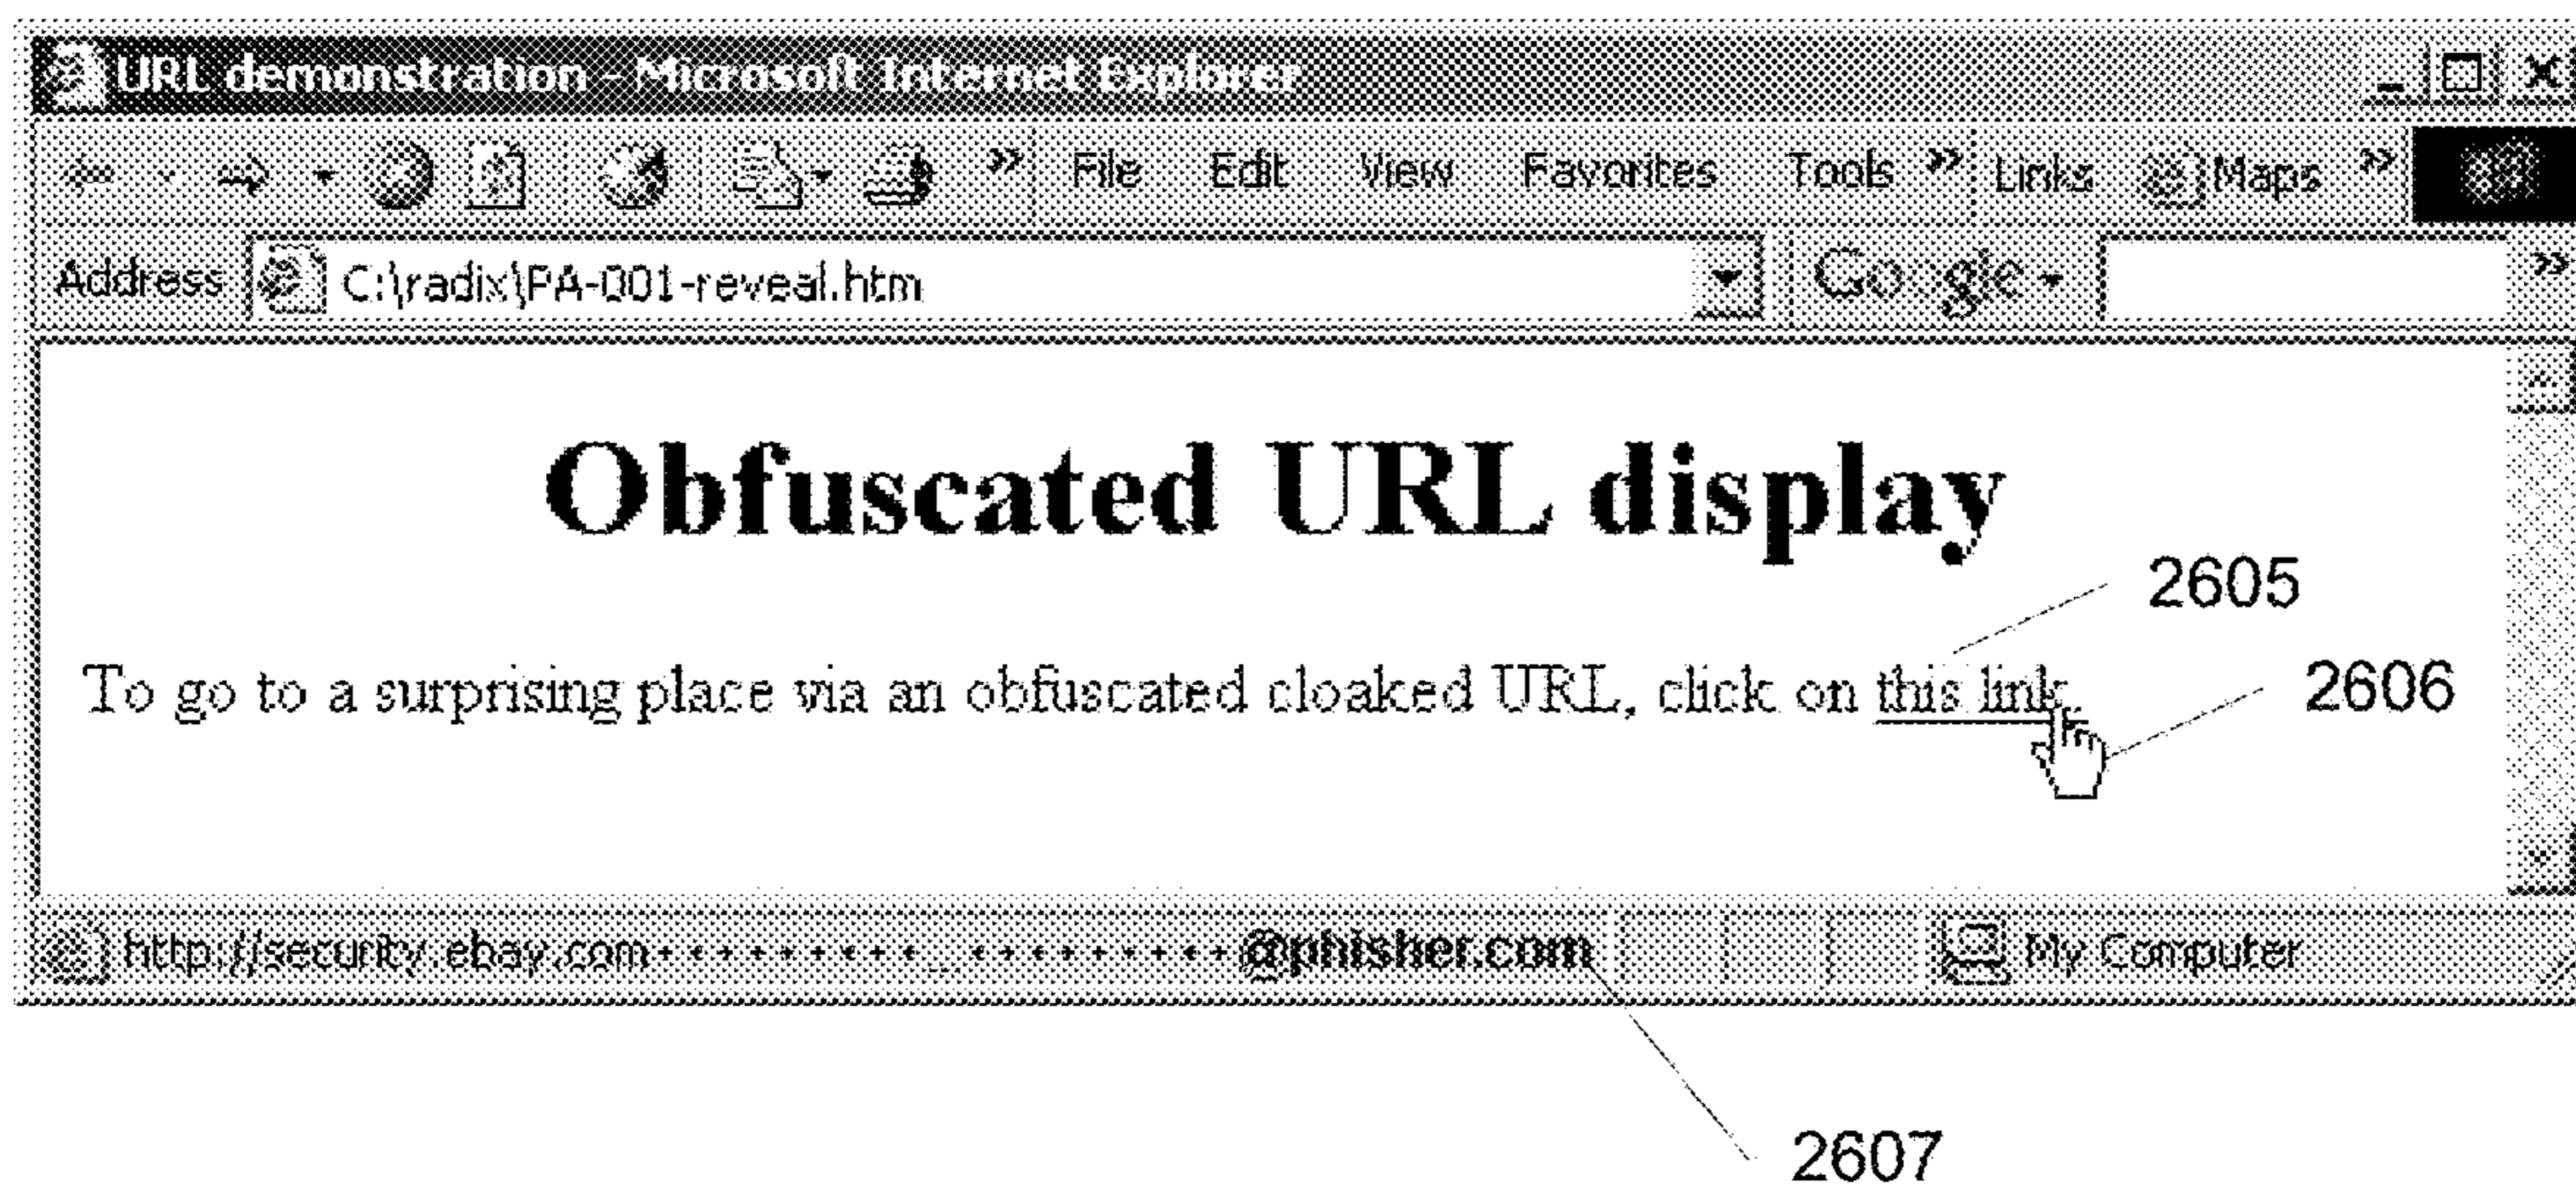 URL demonstration - Microsoft Internet Explorer
» File Edit View Favorites Tools » Links Maps »
Address C:\radix\PA-001-reveal.htm Google »
Obfuscated URL display
2605
To go to a surprising place via an obfuscated cloaked URL, click on this link.
2606
http://security.ebay.com+++++++++...++++++++++@phisher.com My Computer
2607